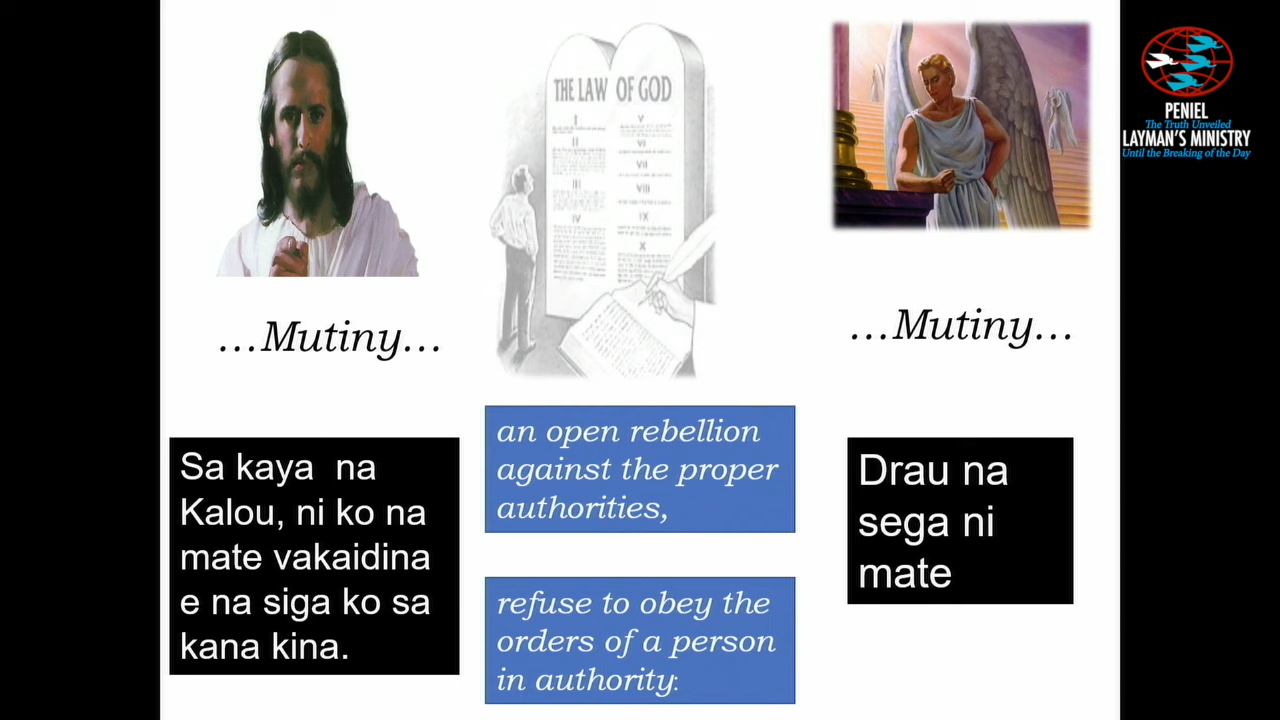 THE LAW OF GOD
I
II
III
IV
V
VI
VII
VIII
IX
X
PENIEL
The Truth Unveiled
LAYMAN'S MINISTRY
Until the Breaking of the Day
...Mutiny...
...Mutiny...
Sa kaya na
Kalou, ni ko na
mate vakaidina
e na siga ko sa
kana kina.
an open rebellion
against the proper
authorities,
refuse to obey the
orders of a person
in authority:
Drau na
sega ni
mate